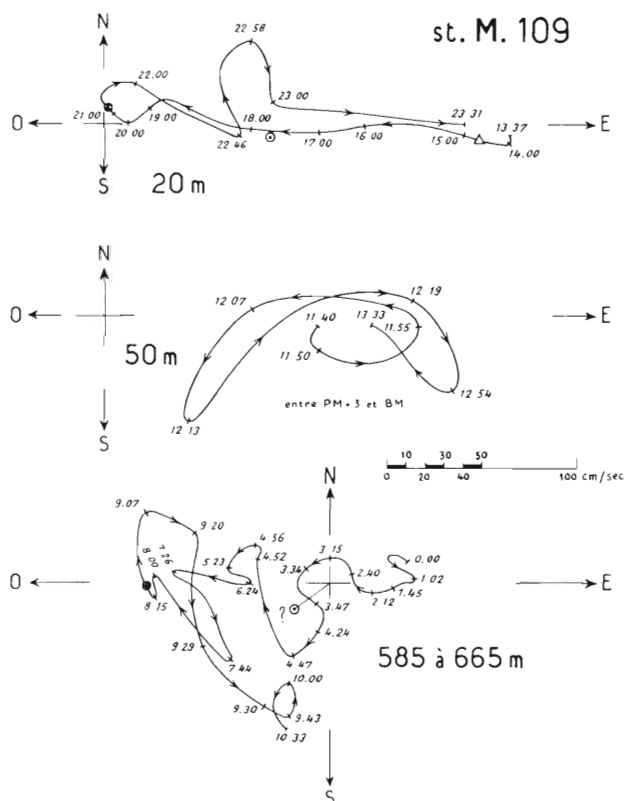 st. M. 109
N
22 58
22.00
23 00
23 31
13 37
21 00
20 00
19 00
18.00
O
E
22 46
17 00
16 00
15 00
14.00
S
20 m
N
12 07
12 19
O
11 40
13 33
11.55
E
11 50
50 m
12 54
entre PM+3 et BM
12 13
S
10 30 50
0 20 40 100 cm/sec
N
9.07
9.20
4 56
4.52
3 15
0.00
8.00
7.26
5 23
3.34
2.40
1 02
O
E
6.24
2 12
1.45
8 15
?
3.47
4.24
9 29
7 44
4 47
585 à 665 m
10.00
9.30
9.43
10 33
S